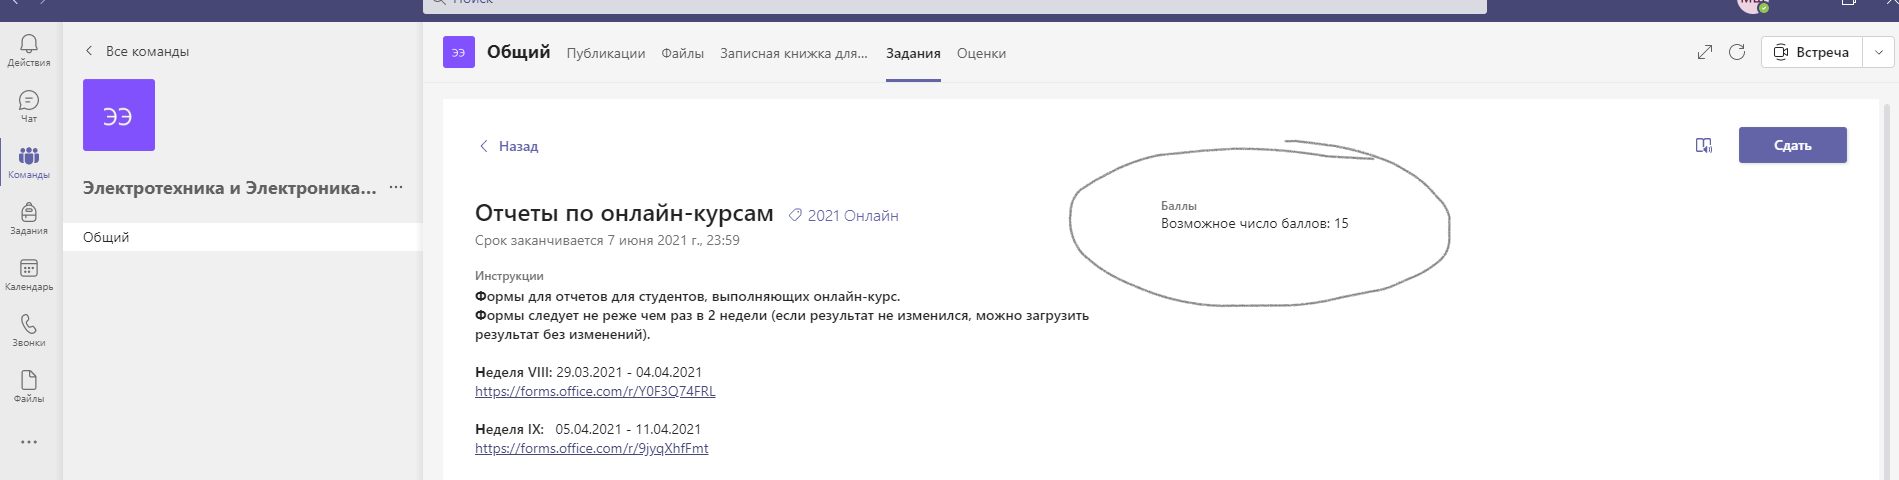 Поиск
Действия
Чат
Команды
Задания
Календарь
Звонки
Файлы
Все команды
ЭЭ
Электротехника и Электроника...
Общий
ЭЭ
Общий
Публикации
Файлы
Записная книжка для...
Задания
Оценки
Встреча
Назад
Сдать
Отчеты по онлайн-курсам
2021 Онлайн
Срок заканчивается 7 июня 2021 г., 23:59
Баллы
Возможное число баллов: 15
Инструкции
Формы для отчетов для студентов, выполняющих онлайн-курс.
Формы следует не реже чем раз в 2 недели (если результат не изменился, можно загрузить
результат без изменений).
Неделя VIII: 29.03.2021 - 04.04.2021
https://forms.office.com/r/Y0F3Q74FRL
Неделя IX: 05.04.2021 - 11.04.2021
https://forms.office.com/r/9jyqXhfFmt